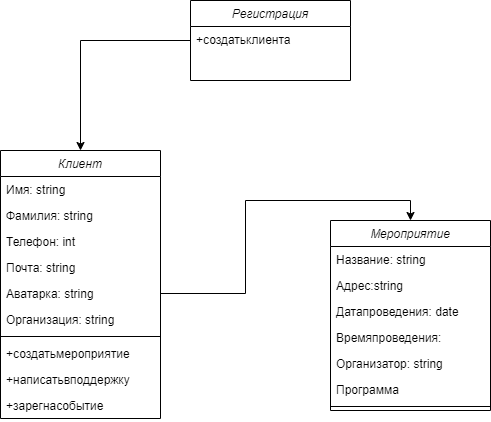 Регистрация
+создатьклиента
Клиент
Имя: string
Фамилия: string
Телефон: int
Почта: string
Аватарка: string
Организация: string
+создатьмероприятие
+написатьвподдержку
+зарегнасобытие
Мероприятие
Название: string
Адрес:string
Датапроведения: date
Времяпроведения:
Организатор: string
Программа